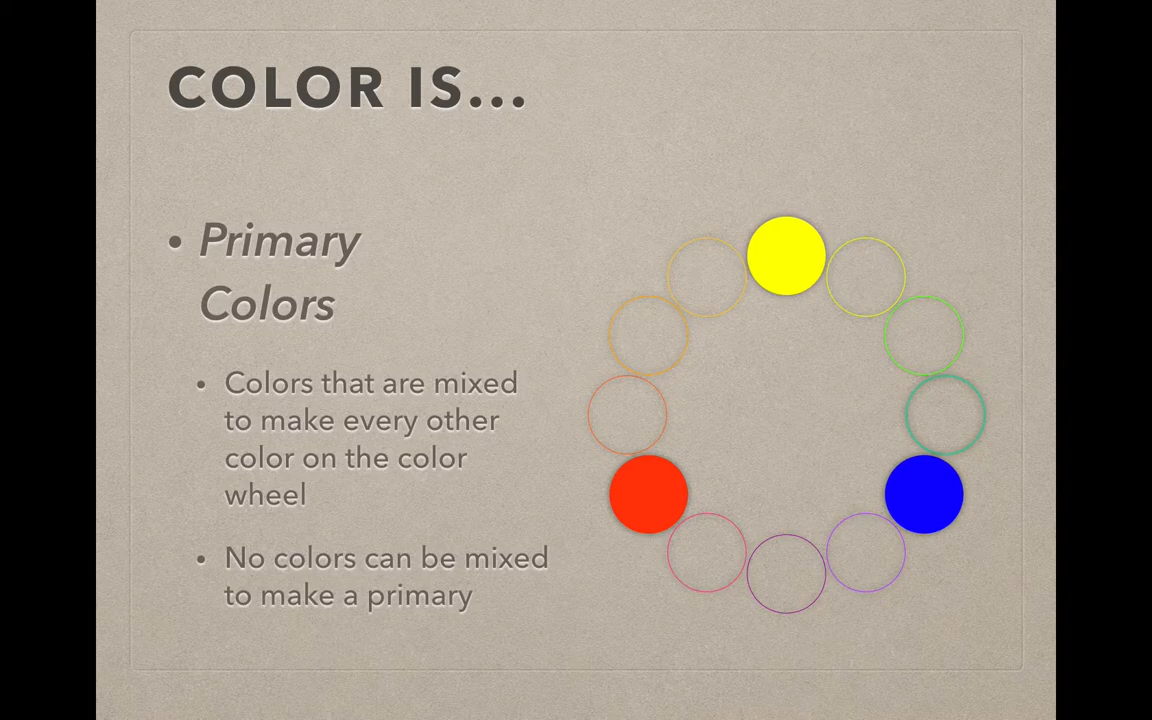 COLOR IS...
• Primary
Colors
• Colors that are mixed
to make every other
color on the color
wheel
• No colors can be mixed
to make a primary